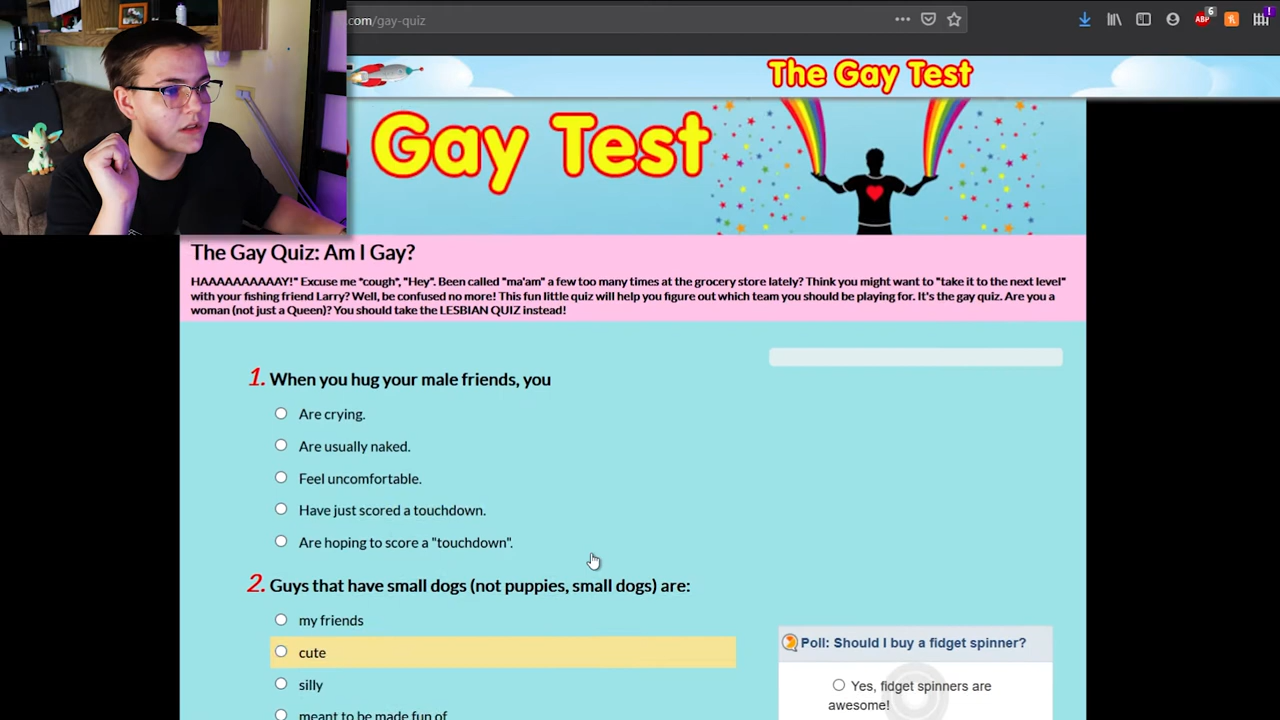 com/gay-quiz
ABP
6
The Gay Test
Gay Test
The Gay Quiz: Am I Gay?
HAAAAAAAAAAY!" Excuse me *cough*, "Hey". Been called "ma'am" a few too many times at the grocery store lately? Think you might want to "take it to the next level"
with your fishing friend Larry? Well, be confused no more! This fun little quiz will help you figure out which team you should be playing for. It's the gay quiz. Are you a
woman (not just a Queen)? You should take the LESBIAN QUIZ instead!
1. When you hug your male friends, you
Are crying.
Are usually naked.
Feel uncomfortable.
Have just scored a touchdown.
Are hoping to score a "touchdown".
2. Guys that have small dogs (not puppies, small dogs) are:
my friends
cute
silly
meant to be made fun of
Poll: Should I buy a fidget spinner?
Yes, fidget spinners are
awesome!